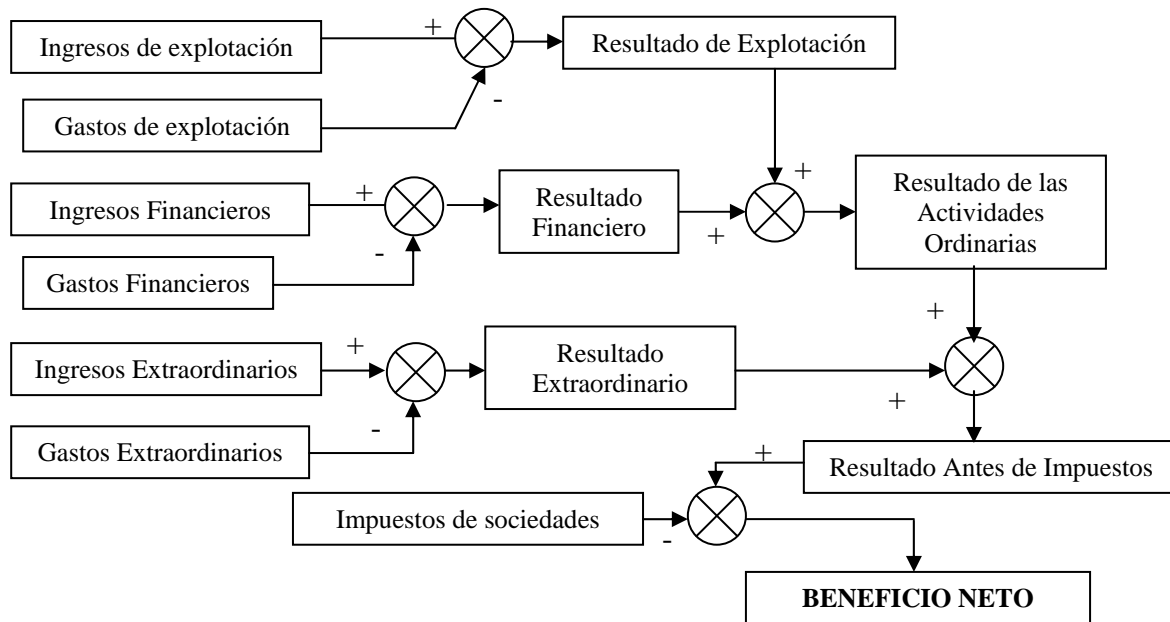 Ingresos de explotación
+
Resultado de Explotación
-
Gastos de explotación
Ingresos Financieros
+
Resultado
Financiero
+
+
Resultado de las
Actividades
Ordinarias
-
Gastos Financieros
+
Ingresos Extraordinarios
+
Resultado
Extraordinario
+
-
Gastos Extraordinarios
+
Resultado Antes de Impuestos
Impuestos de sociedades
-
BENEFICIO NETO